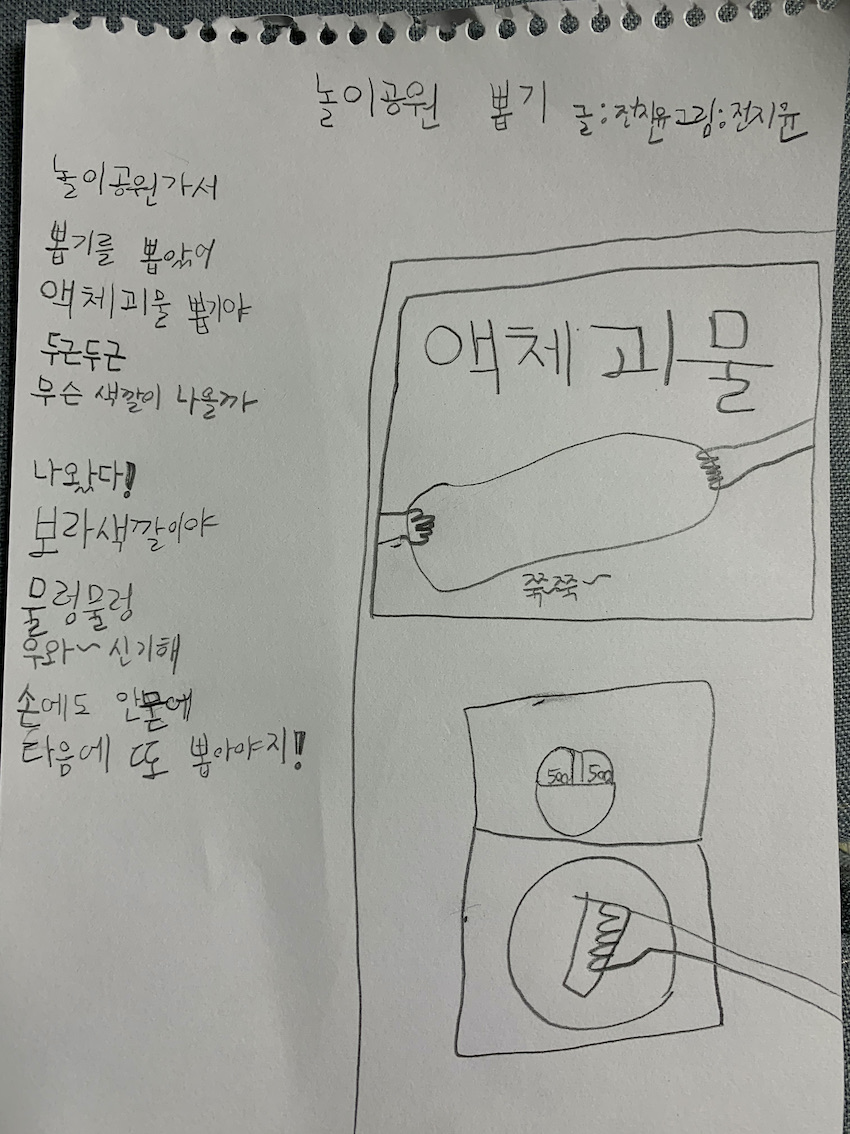 놀이공원 뽑기 글:전지윤 그림:전지윤
놀이공원가서
뽑기를 뽑았어
액체괴물 뽑기야
두근두근
무슨 색깔이 나올까
나왔다!
보라색깔이야
물렁물렁
우와~ 신기해
손에도 안묻에
다음에 또 뽑아야지!
액체괴물
쭉쭉~
500 500